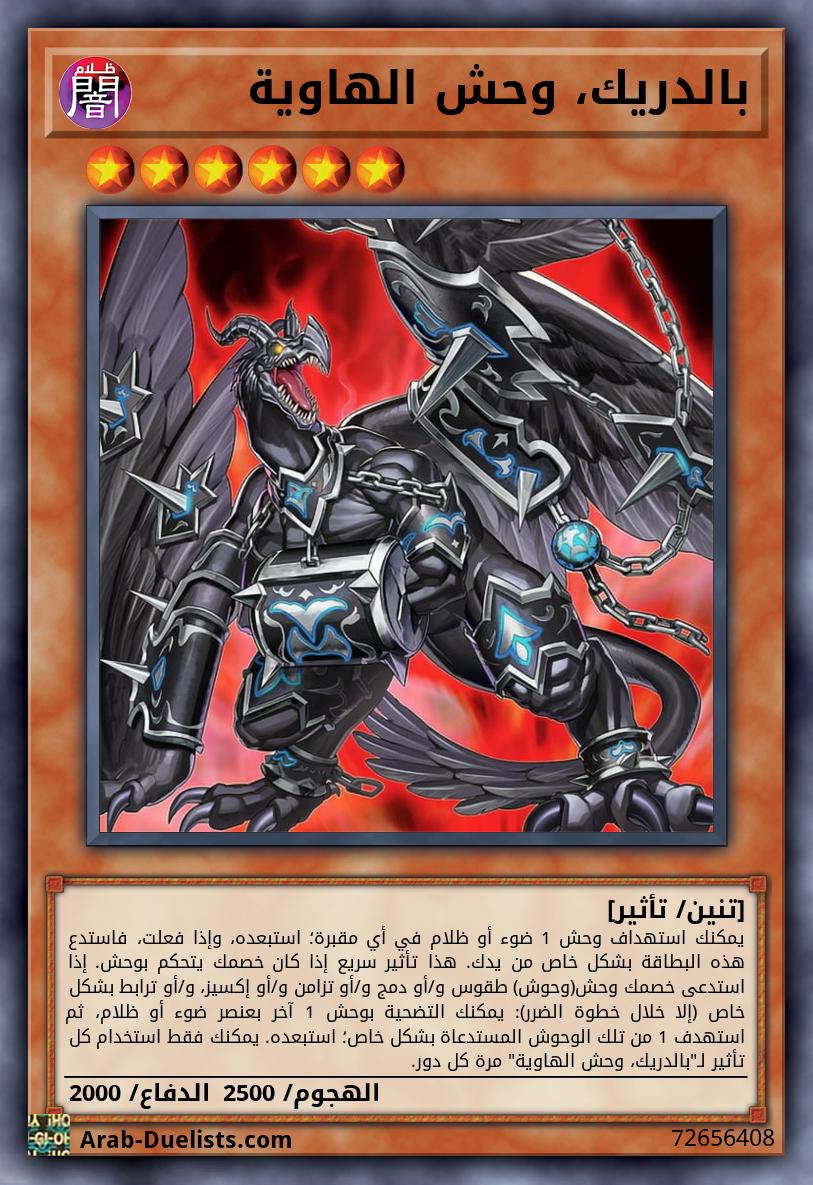 بالدريك، وحش الهاوية
ظلام
闇
[تنين/ تأثير]
يمكنك استهداف وحش 1 ضوء أو ظلام في أي مقبرة؛ استبعده، وإذا فعلت، فاستدع
هذه البطاقة بشكل خاص من يدك. هذا تأثير سريع إذا كان خصمك يتحكم بوحش. إذا
استدعى خصمك وحش(وحوش) طقوس و/أو دمج و/أو تزامن و/أو إكسيز، و/أو ترابط بشكل
خاص (إلا خلال خطوة الضرر): يمكنك التضحية بوحش 1 آخر بعنصر ضوء أو ظلام، ثم
استهدف 1 من تلك الوحوش المستدعاة بشكل خاص؛ استبعده. يمكنك فقط استخدام كل
تأثير لـ"بالدريك، وحش الهاوية" مرة كل دور.
الهجوم/ 2500 الدفاع/ 2000
Arab-Duelists.com
72656408